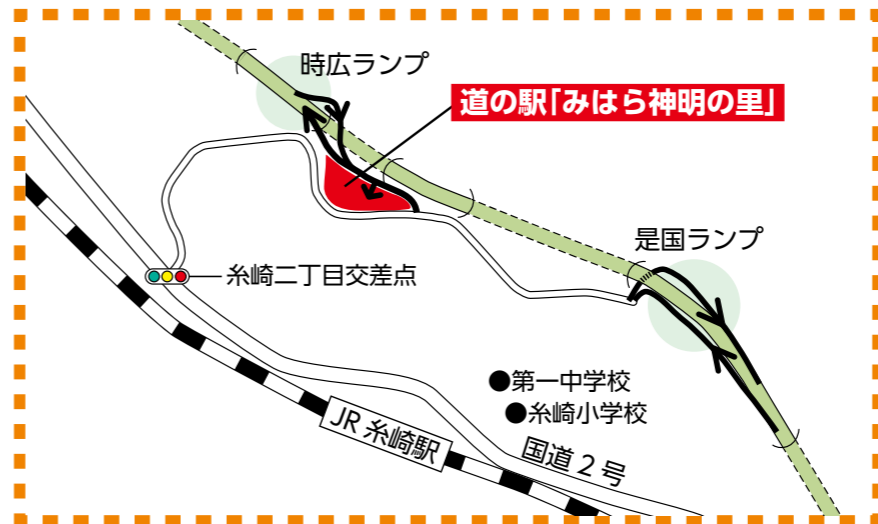 時広ランプ
道の駅「みはら神明の里」
是国ランプ
糸崎二丁目交差点
●第一中学校
●糸崎小学校
JR 糸崎駅
国道 2 号